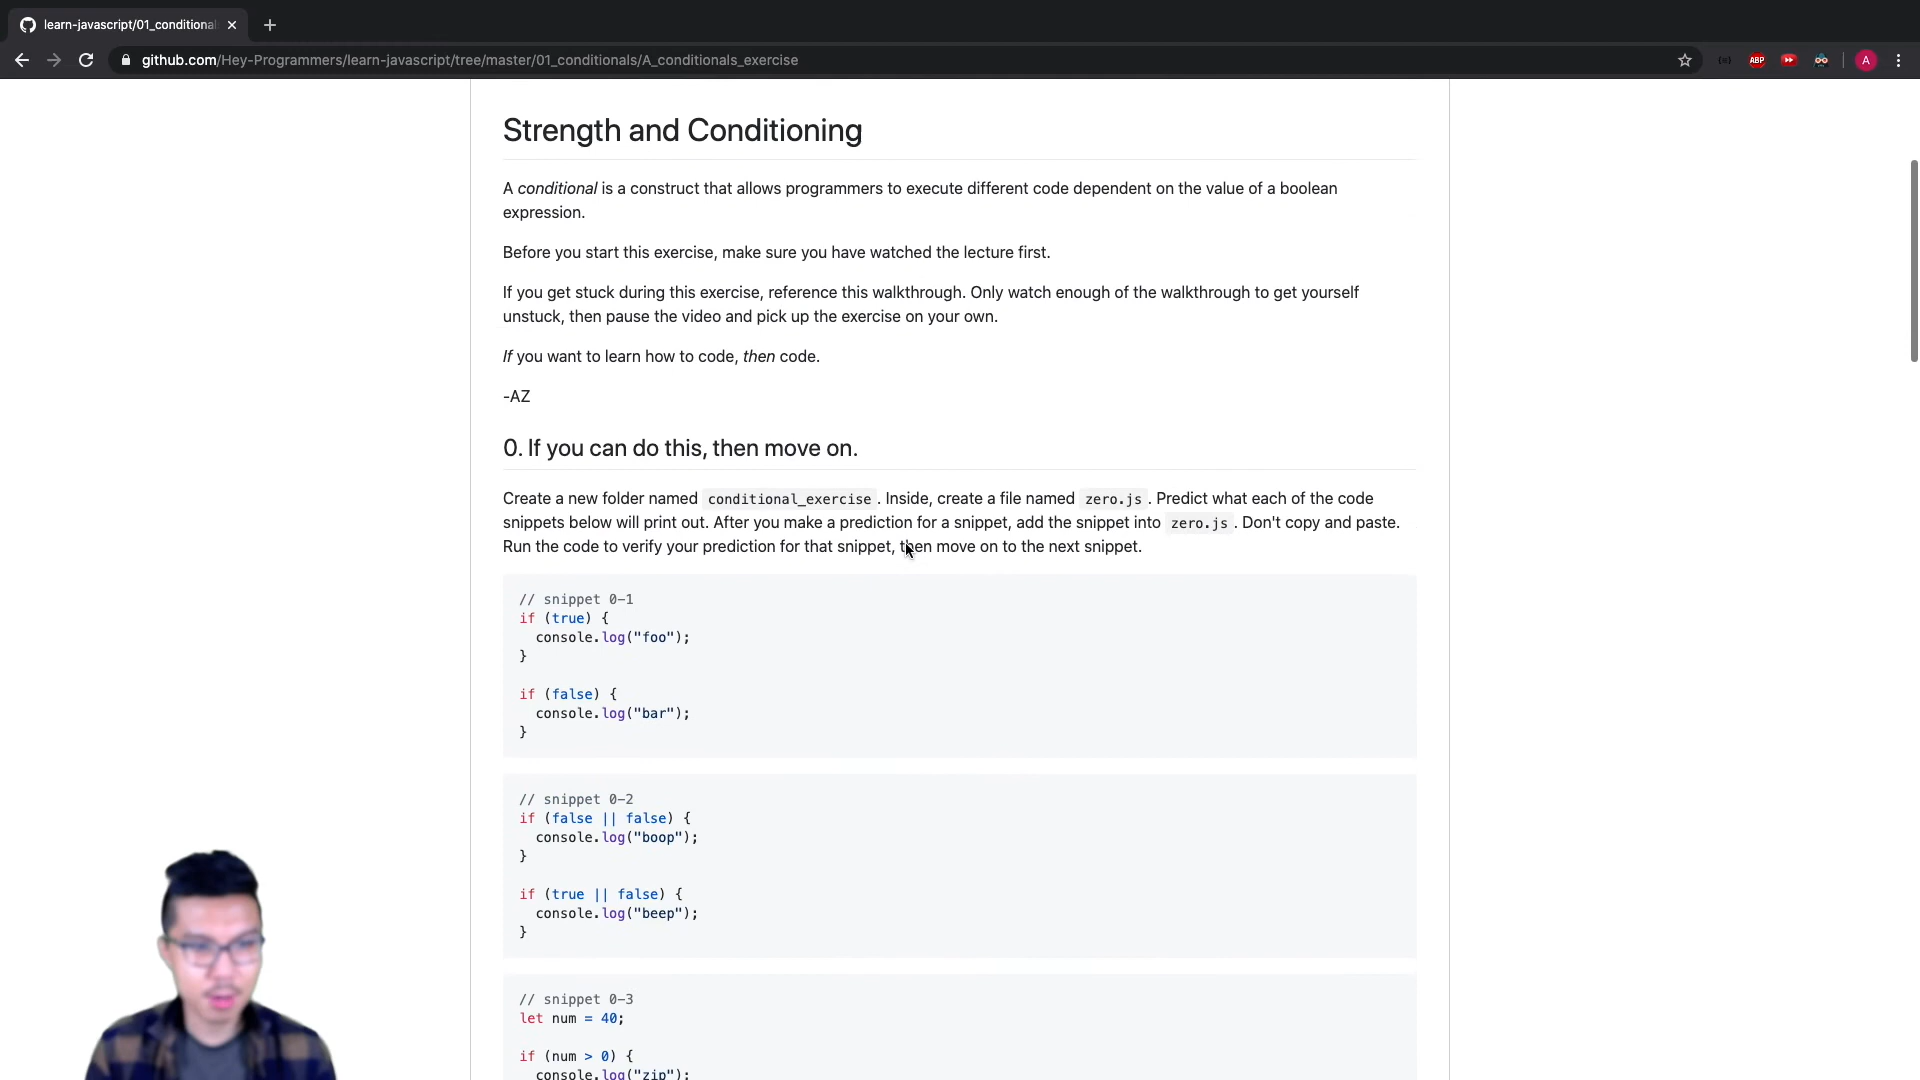 learn-javascript/01_conditional
github.com/Hey-Programmers/learn-javascript/tree/master/01_conditionals/A_conditionals_exercise
ABP
A
Strength and Conditioning
A conditional is a construct that allows programmers to execute different code dependent on the value of a boolean
expression.
Before you start this exercise, make sure you have watched the lecture first.
If you get stuck during this exercise, reference this walkthrough. Only watch enough of the walkthrough to get yourself
unstuck, then pause the video and pick up the exercise on your own.
If you want to learn how to code, then code.
-AZ
0. If you can do this, then move on.
Create a new folder named conditional_exercise. Inside, create a file named zero.js. Predict what each of the code
snippets below will print out. After you make a prediction for a snippet, add the snippet into zero.js. Don't copy and paste.
Run the code to verify your prediction for that snippet, then move on to the next snippet.
// snippet 0-1
if (true) {
console.log("foo");
}
if (false) {
console.log("bar");
}
// snippet 0-2
if (false || false) {
console.log("boop");
}
if (true || false) {
console.log("beep");
}
// snippet 0-3
let num = 40;
if (num > 0) {
console.log("zip");